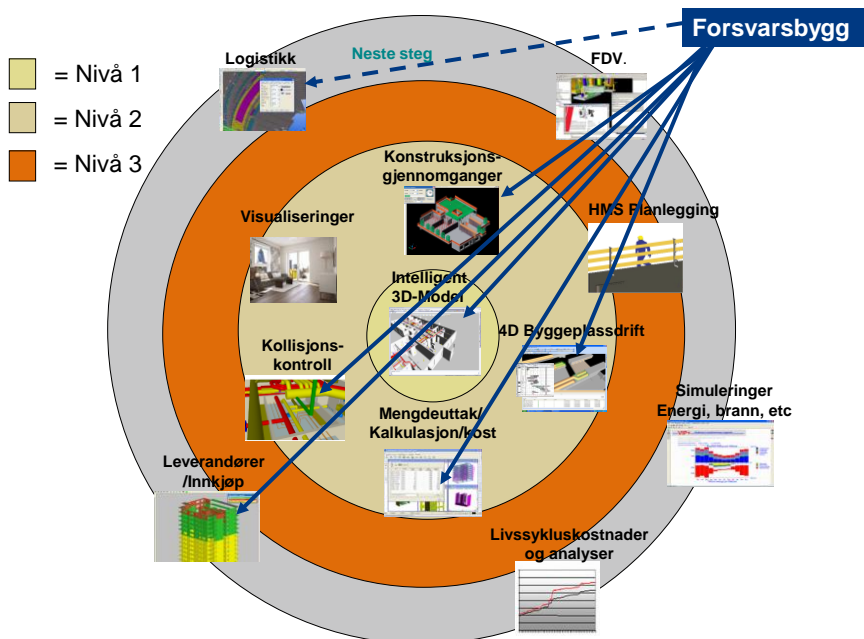 Forsvarsbygg
Logistikk
Neste steg
FDV.
= Nivå 1
= Nivå 2
= Nivå 3
Konstruksjons-
gjennomganger
Visualiseringer
HMS Planlegging
Intelligent
3D-Model
4D Byggeplassdrift
Kollisjons-
kontroll
Simuleringer
Energi, brann, etc
Mengdeuttak/
Kalkulasjon/kost
Leverandører
/Innkjøp
Livssykluskostnader
og analyser